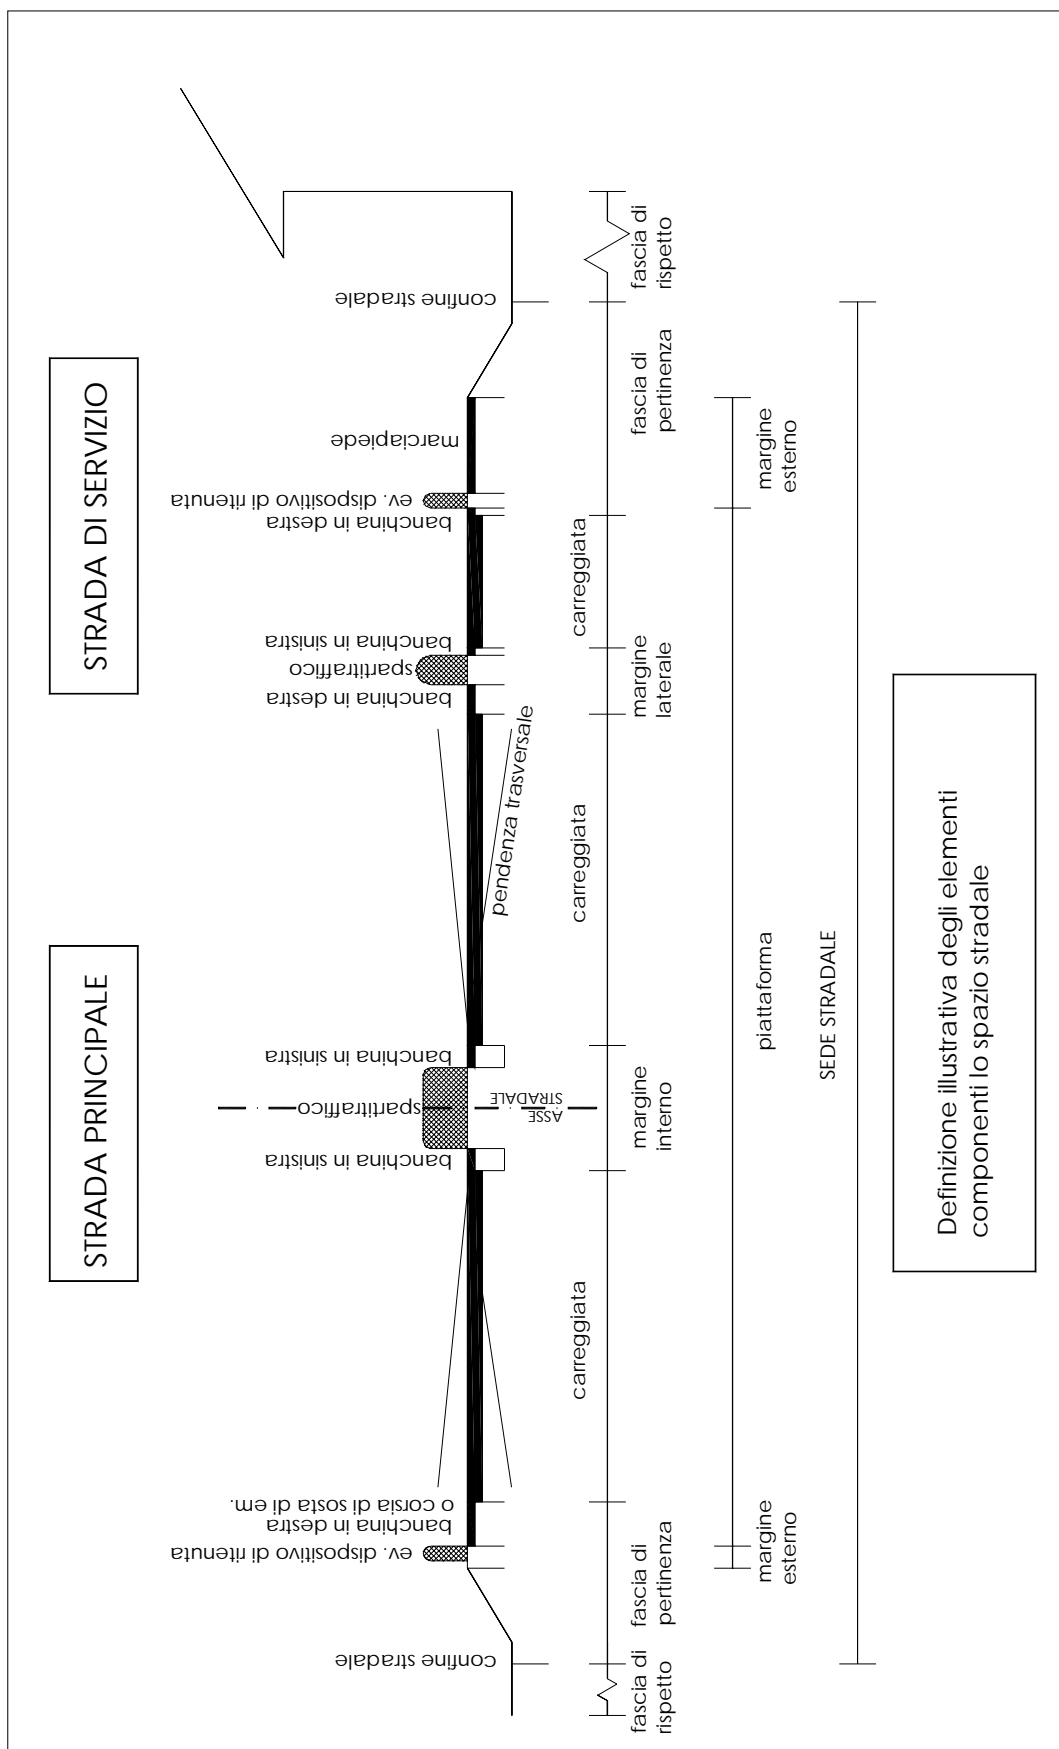 STRADA PRINCIPALE
STRADA DI SERVIZIO
confine stradale
ev. dispositivo di ritenuta
banchina in destra
o corsia di sosta di em.
banchina in sinistra
spartitraffico
banchina in sinistra
banchina in destra
spartitraffico
banchina in sinistra
banchina in destra
ev. dispositivo di ritenuta
marciapiede
confine stradale
ASSE
STRADALE
pendenza trasversale
carreggiata
carreggiata
carreggiata
fascia di
rispetto
fascia di
pertinenza
margine
interno
margine
laterale
fascia di
pertinenza
fascia di
rispetto
margine
esterno
piattaforma
margine
esterno
SEDE STRADALE
Definizione illustrativa degli elementi
componenti lo spazio stradale